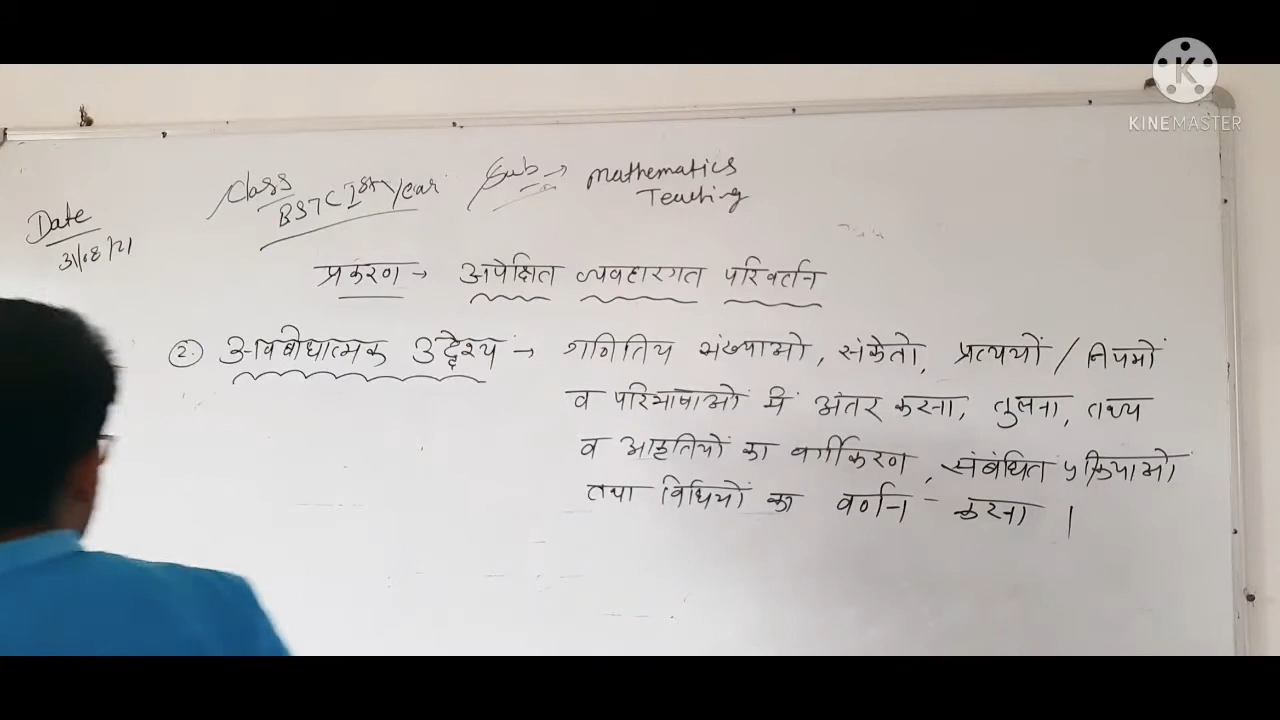 KINEMASTER
Class
BSTC Ist year
Sub → Mathematics
Teaching
Date
31/08/21
प्रकरण → अपेक्षित व्यवहारगत परिवर्तन
2. अवबोधात्मक उद्देश्य → गणितिय संख्याओ, संकेतो, प्रत्ययों / नियमों
व परिभाषाओं में अंतर करना, तुलना, तथ्य
व आकृतियों का वर्गीकरण, संबंधित प्रक्रियाओं
तथा विधियों का वर्णन करना ।